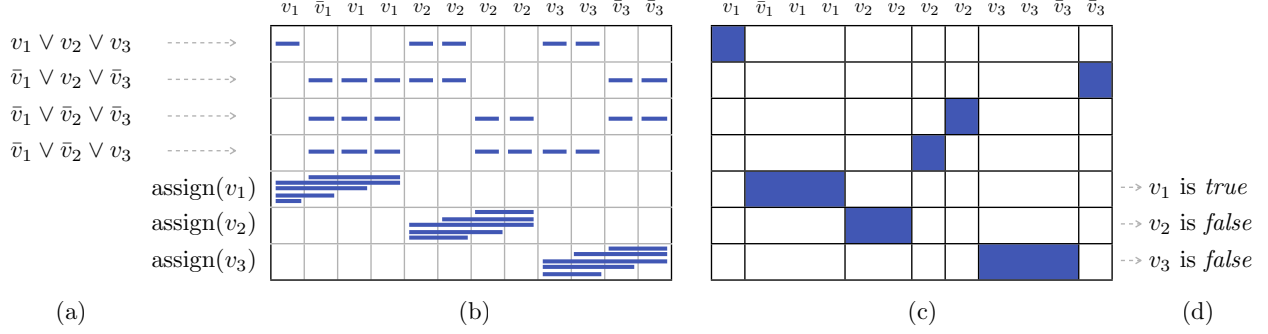 v₁ v̄₁ v₁ v₁ v₂ v₂ v₂ v₂ v₃ v₃ v̄₃ v̄₃
v₁ v̄₁ v₁ v₁ v₂ v₂ v₂ v₂ v₃ v₃ v̄₃ v̄₃
v₁ ∨ v₂ ∨ v₃
v̄₁ ∨ v₂ ∨ v̄₃
v̄₁ ∨ v̄₂ ∨ v̄₃
v̄₁ ∨ v̄₂ ∨ v₃
assign(v₁)
assign(v₂)
assign(v₃)
v₁ is true
v₂ is false
v₃ is false
(a)
(b)
(c)
(d)